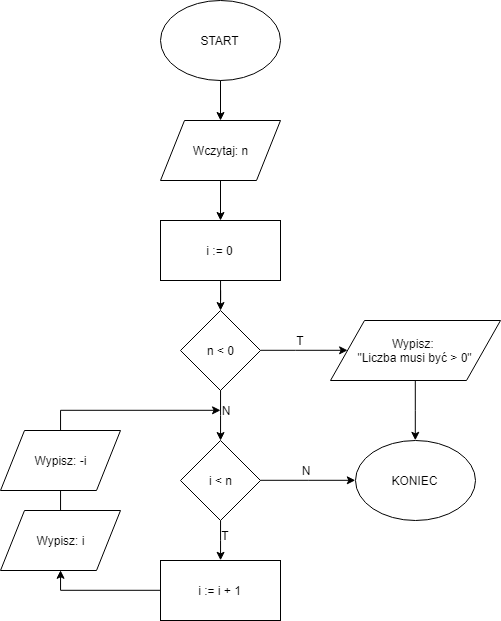 START
Wczytaj: n
i := 0
n < 0
T
Wypisz:
"Liczba musi być > 0"
N
Wypisz: -i
i < n
N
KONIEC
Wypisz: i
T
i := i + 1